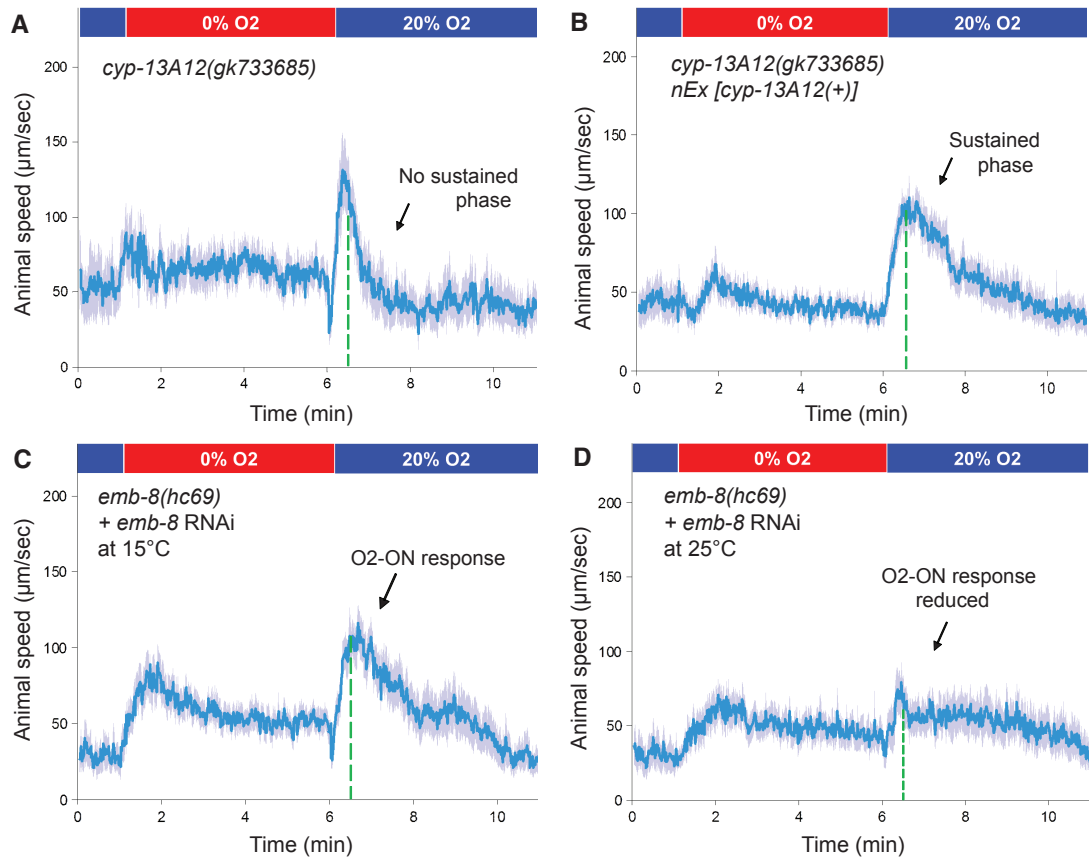 A
0% O2
20% O2
cyp-13A12(gk733685)
No sustained
phase
Animal speed (µm/sec)
200
150
100
50
0
0
2
4
6
8
10
Time (min)
B
0% O2
20% O2
cyp-13A12(gk733685)
nEx [cyp-13A12(+)]
Sustained
phase
Animal speed (µm/sec)
200
150
100
50
0
0
2
4
6
8
10
Time (min)
C
0% O2
20% O2
emb-8(hc69)
+ emb-8 RNAi
at 15°C
O2-ON response
Animal speed (µm/sec)
200
150
100
50
0
0
2
4
6
8
10
Time (min)
D
0% O2
20% O2
emb-8(hc69)
+ emb-8 RNAi
at 25°C
O2-ON response
reduced
Animal speed (µm/sec)
200
150
100
50
0
0
2
4
6
8
10
Time (min)